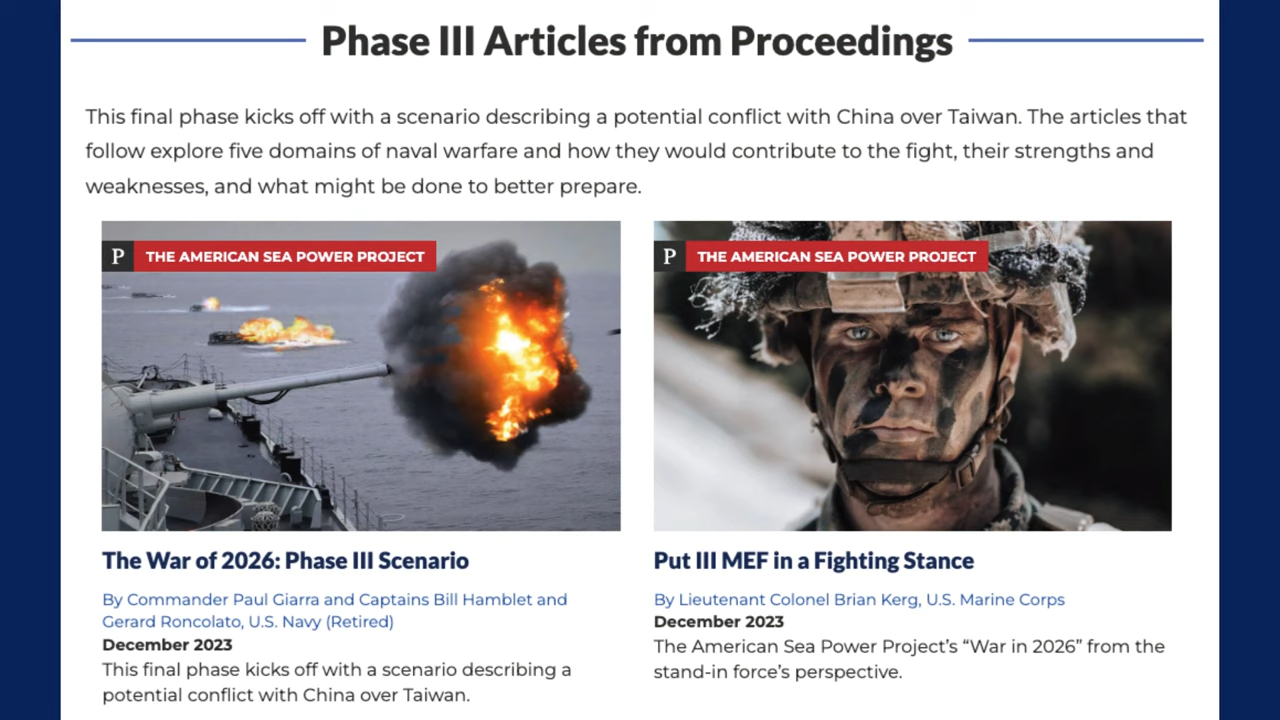 Phase III Articles from Proceedings
This final phase kicks off with a scenario describing a potential conflict with China over Taiwan. The articles that
follow explore five domains of naval warfare and how they would contribute to the fight, their strengths and
weaknesses, and what might be done to better prepare.
P THE AMERICAN SEA POWER PROJECT
The War of 2026: Phase III Scenario
By Commander Paul Giarra and Captains Bill Hamblet and
Gerard Roncolato, U.S. Navy (Retired)
December 2023
This final phase kicks off with a scenario describing a
potential conflict with China over Taiwan.
P THE AMERICAN SEA POWER PROJECT
Put III MEF in a Fighting Stance
By Lieutenant Colonel Brian Kerg, U.S. Marine Corps
December 2023
The American Sea Power Project’s “War in 2026” from the
stand-in force’s perspective.